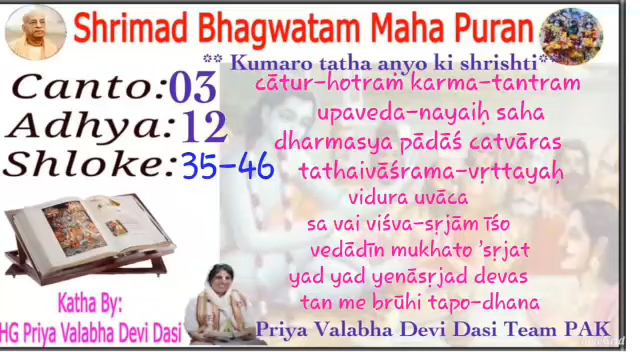 Shrimad Bhagwatam Maha Puran
** Kumaro tatha anyo ki shrishti**
Canto:03
Adhya:12
Shloke:35-46
cātur-hotraṁ karma-tantram
upaveda-nayaiḥ saha
dharmasya pādāś catvāras
tathaivāśrama-vṛttayaḥ
vidura uvāca
sa vai viśva-sṛjām īśo
vedādīn mukhato 'sṛjat
yad yad yenāsṛjad devas
tan me brūhi tapo-dhana
Katha By:
HG Priya Valabha Devi Dasi
Priya Valabha Devi Dasi Team PAK